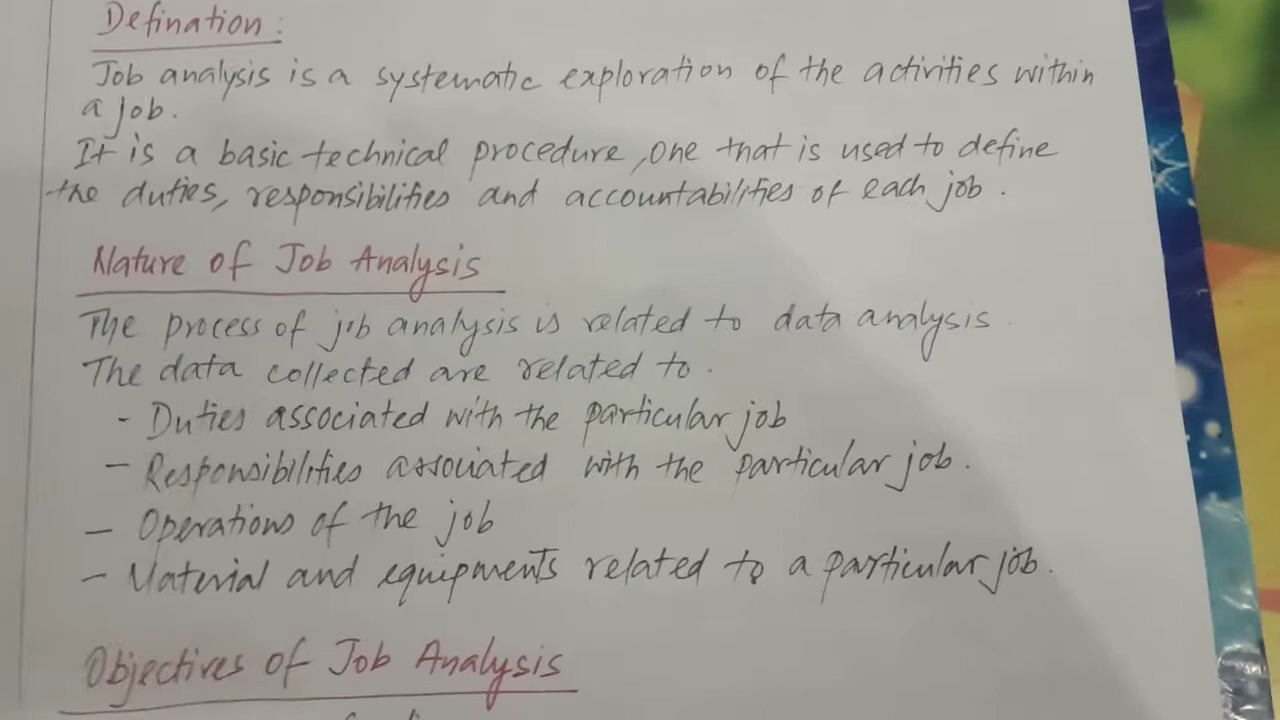 Defination:
Job analysis is a systematic exploration of the activities within
a job.
It is a basic technical procedure, one that is used to define
the duties, responsibilities and accountabilities of each job.
Nature of Job Analysis
The process of job analysis is related to data analysis.
The data collected are related to.
- Duties associated with the particular job
- Responsibilities associated with the particular job.
- Operations of the job
- Material and equipments related to a particular job.
Objectives of Job Analysis